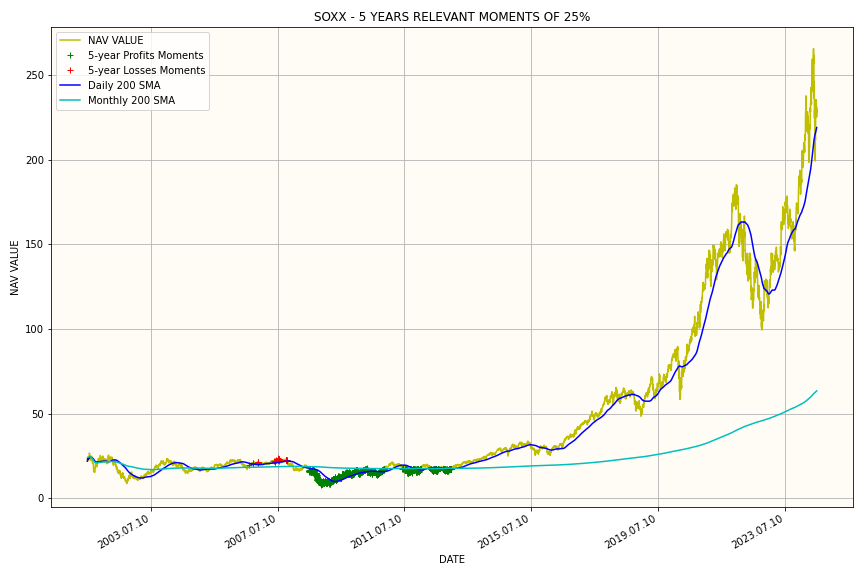 SOXX - 5 YEARS RELEVANT MOMENTS OF 25%
NAV VALUE
5-year Profits Moments
5-year Losses Moments
Daily 200 SMA
Monthly 200 SMA
250
200
150
100
50
0
NAV VALUE
2003.07.10
2007.07.10
2011.07.10
2015.07.10
2019.07.10
2023.07.10
DATE